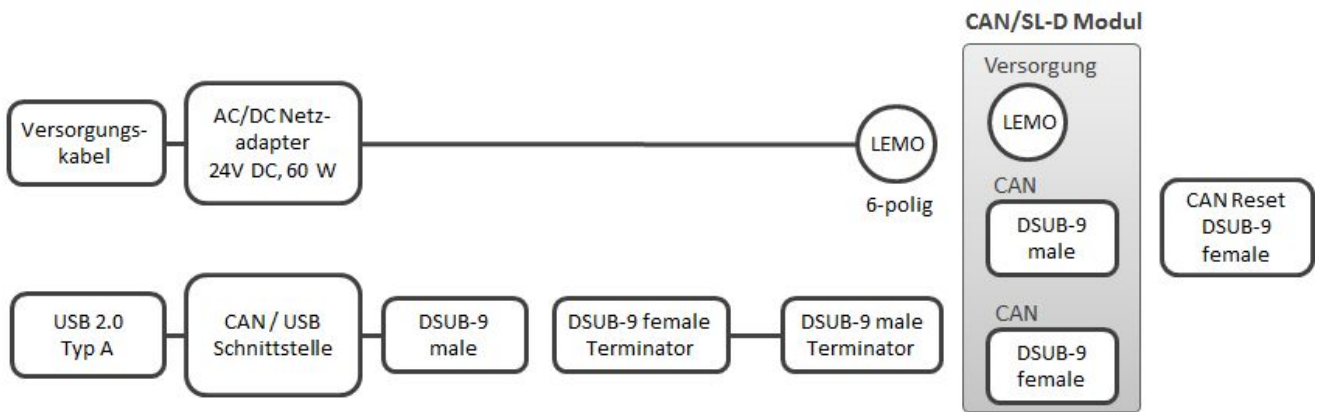 CAN/SL-D Modul
Versorgung
LEMO
Versorgungs-
kabel
AC/DC Netz-
adapter
24V DC, 60 W
LEMO
6-polig
CAN
DSUB-9
male
CAN Reset
DSUB-9
female
USB 2.0
Typ A
CAN / USB
Schnittstelle
DSUB-9
male
DSUB-9 female
Terminator
DSUB-9 male
Terminator
CAN
DSUB-9
female